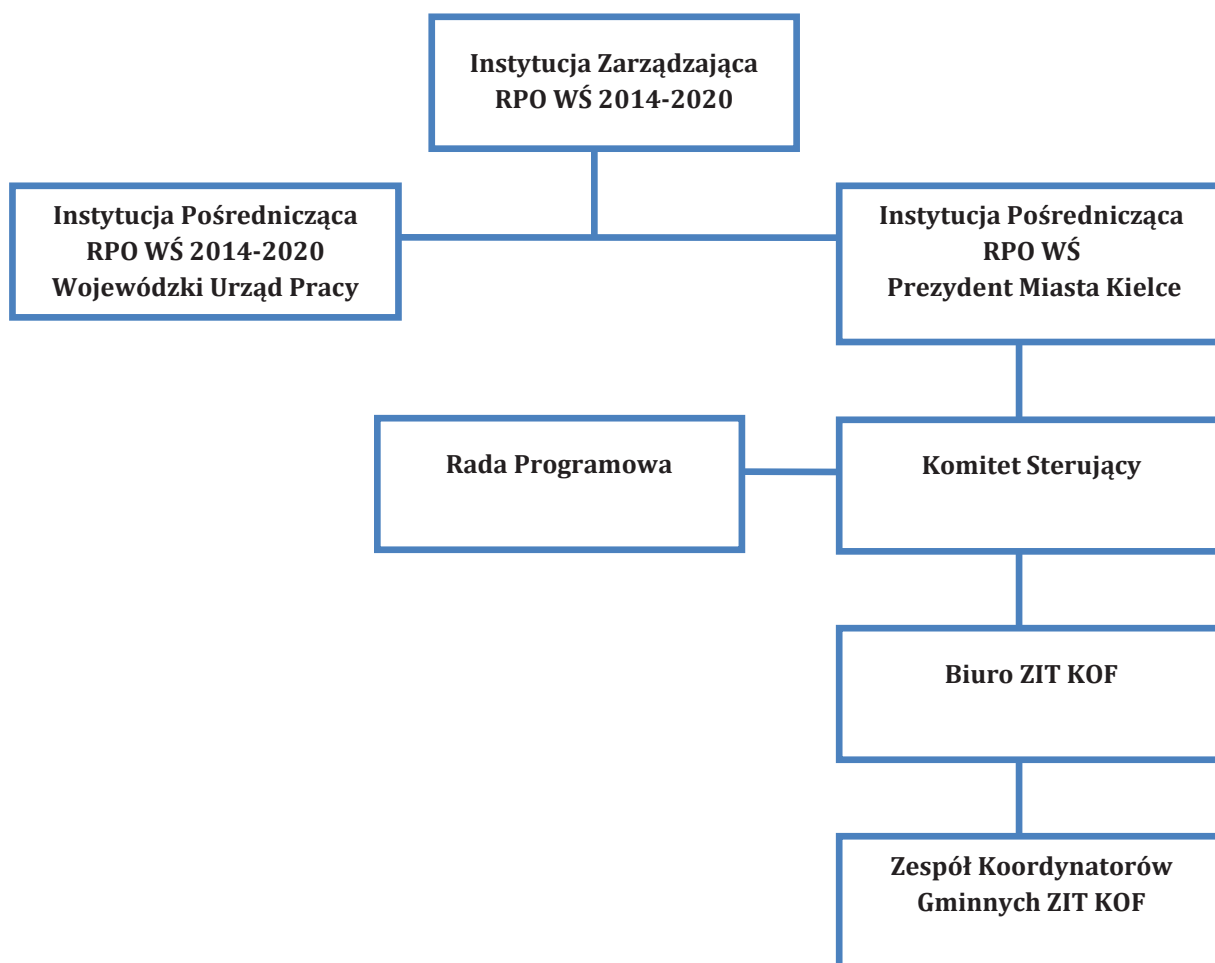 Instytucja Zarządzająca
RPO WŚ 2014-2020
Instytucja Pośrednicząca
RPO WŚ 2014-2020
Wojewódzki Urząd Pracy
Instytucja Pośrednicząca
RPO WŚ
Prezydent Miasta Kielce
Rada Programowa
Komitet Sterujący
Biuro ZIT KOF
Zespół Koordynatorów
Gminnych ZIT KOF